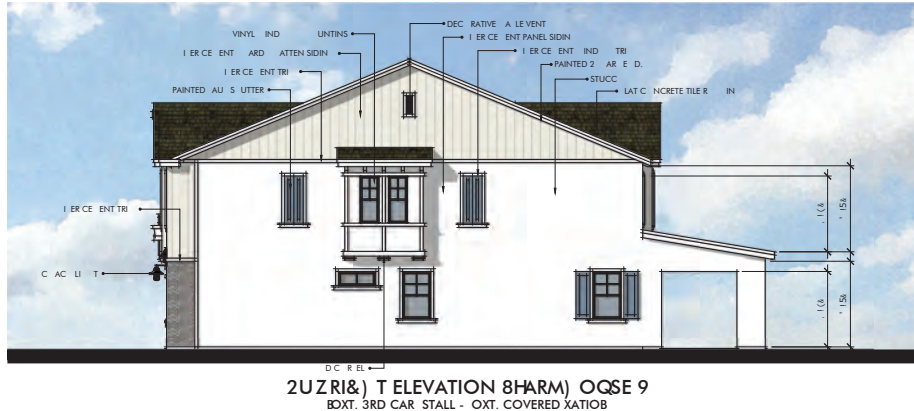 DEC RATIVE A LE VENT
VINYL IND UNTINS
I ER CE ENT PANEL SIDIN
I ER CE ENT ARD ATTEN SIDIN
I ER CE ENT IND TRI
I ER CE ENT TRI
PAINTED 2 AR E D.
PAINTED AU S UTTER
STUCC
LAT C NCRETE TILE R IN
I ER CE ENT TRI
C AC LI T
D C R EL
2UZRI&) T ELEVATION 8HARM) OQSE 9
BOXT. 3RD CAR STALL - OXT. COVERED XATIOB